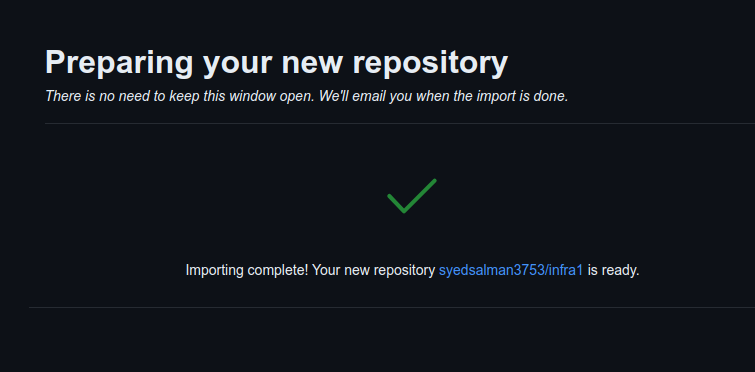 Preparing your new repository
There is no need to keep this window open. We'll email you when the import is done.
Importing complete! Your new repository syedsalman3753/infra1 is ready.